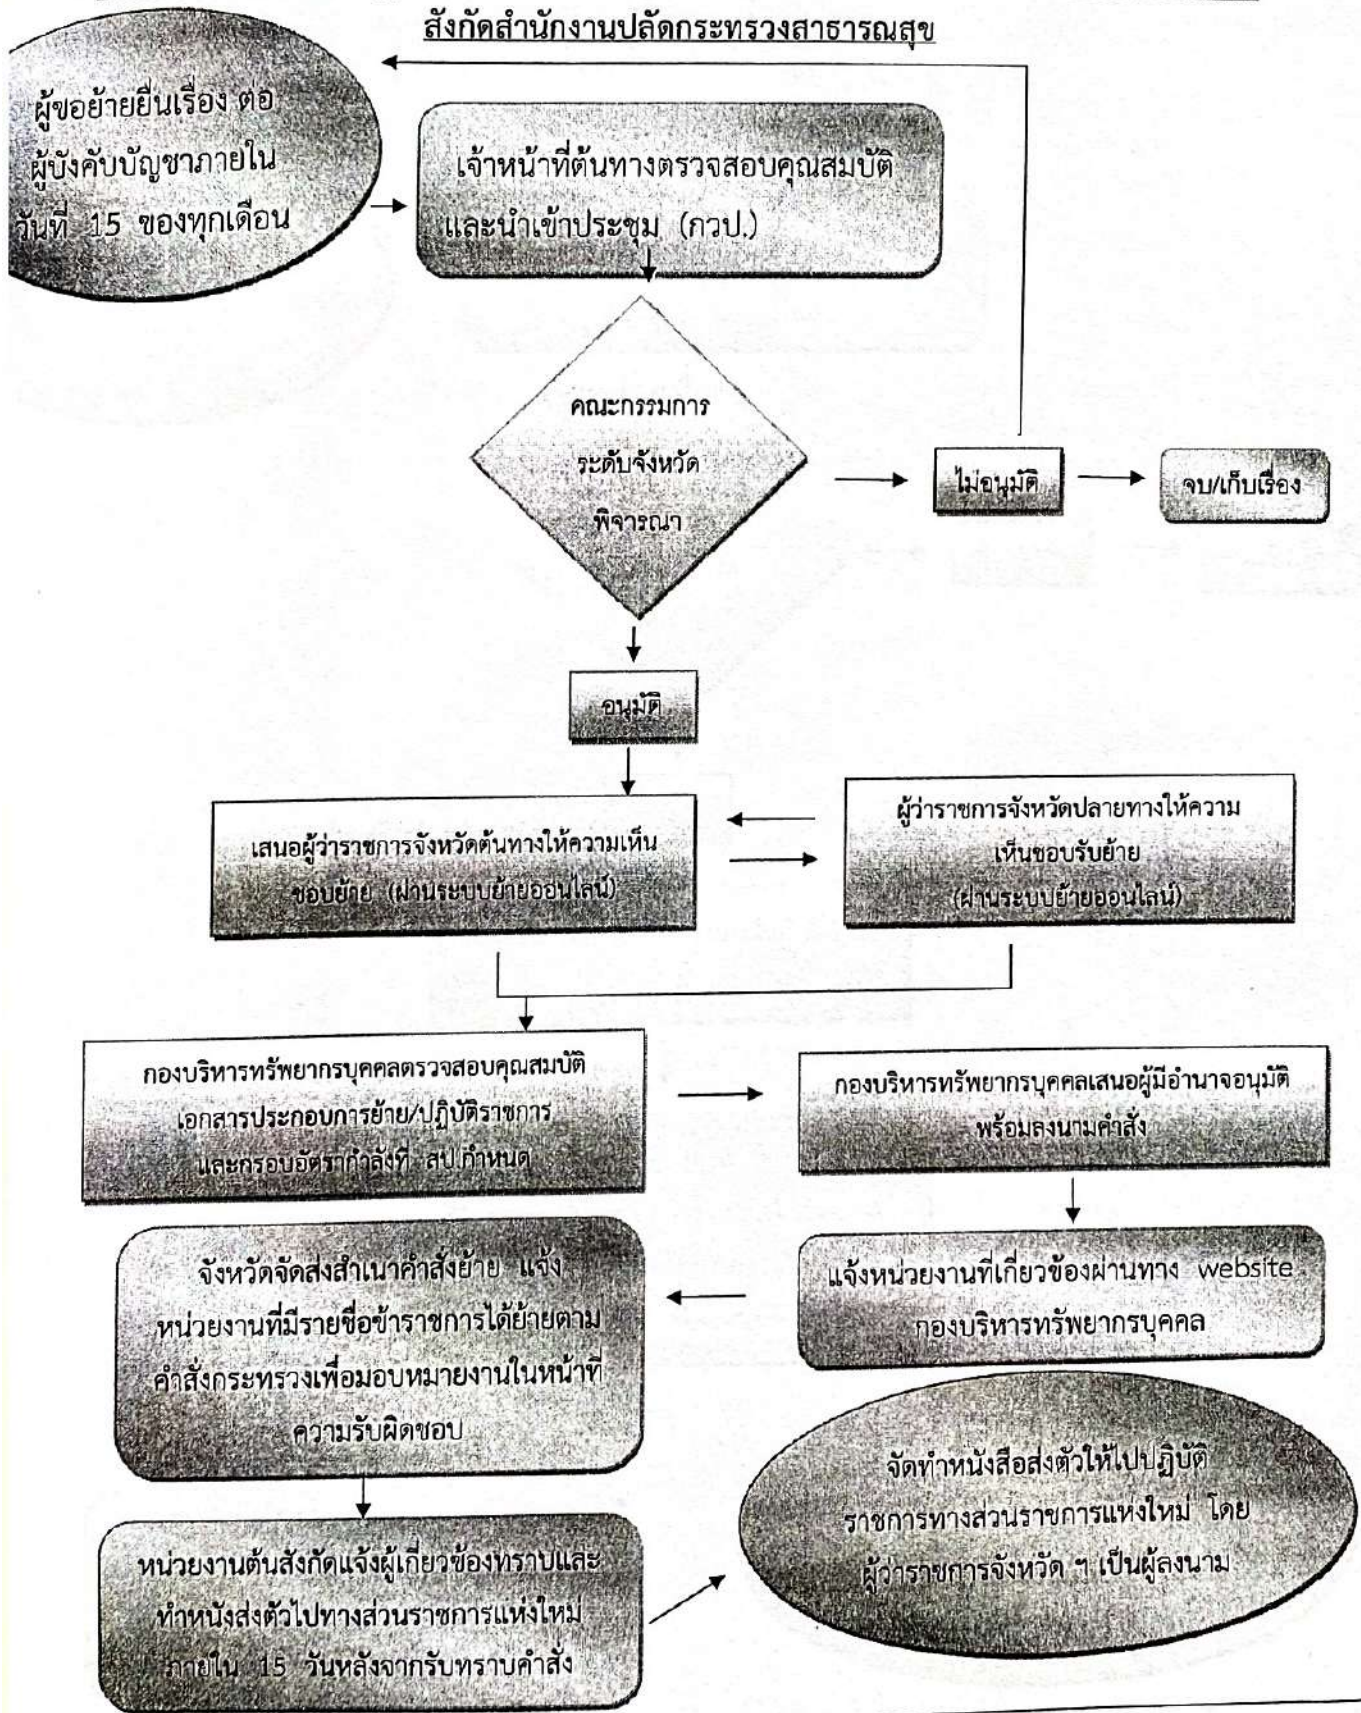 สังกัดสำนักงานปลัดกระทรวงสาธารณสุข
ผู้ขอย้ายยื่นเรื่อง ต่อ
ผู้บังคับบัญชาภายใน
วันที่ 15 ของทุกเดือน
เจ้าหน้าที่ต้นทางตรวจสอบคุณสมบัติ
และนำเข้าประชุม (กวป.)
คณะกรรมการ
ระดับจังหวัด
พิจารณา
ไม่อนุมัติ
จบ/เก็บเรื่อง
อนุมัติ
เสนอผู้ว่าราชการจังหวัดต้นทางให้ความเห็น
ชอบย้าย (ผ่านระบบย้ายออนไลน์)
ผู้ว่าราชการจังหวัดปลายทางให้ความ
เห็นชอบรับย้าย
(ผ่านระบบย้ายออนไลน์)
กองบริหารทรัพยากรบุคคลตรวจสอบคุณสมบัติ
เอกสารประกอบการย้าย/ปฏิบัติราชการ
และกรอบอัตรากำลังที่ สป.กำหนด
กองบริหารทรัพยากรบุคคลเสนอผู้มีอำนาจอนุมัติ
พร้อมลงนามคำสั่ง
จังหวัดจัดส่งสำเนาคำสั่งย้าย แจ้ง
หน่วยงานที่มีรายชื่อข้าราชการได้ย้ายตาม
คำสั่งกระทรวงเพื่อมอบหมายงานในหน้าที่
ความรับผิดชอบ
แจ้งหน่วยงานที่เกี่ยวข้องผ่านทาง website
กองบริหารทรัพยากรบุคคล
หน่วยงานต้นสังกัดแจ้งผู้เกี่ยวข้องทราบและ
ทำหนังส่งตัวไปทางส่วนราชการแห่งใหม่
ภายใน 15 วันหลังจากรับทราบคำสั่ง
จัดทำหนังสือส่งตัวให้ไปปฏิบัติ
ราชการทางส่วนราชการแห่งใหม่ โดย
ผู้ว่าราชการจังหวัด ฯ เป็นผู้ลงนาม